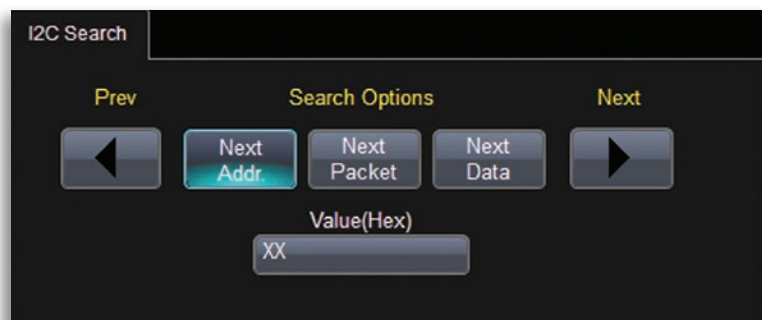 I2C Search
Prev Search Options Next
Next Addr.
Next Packet
Next Data
Value(Hex)
XX